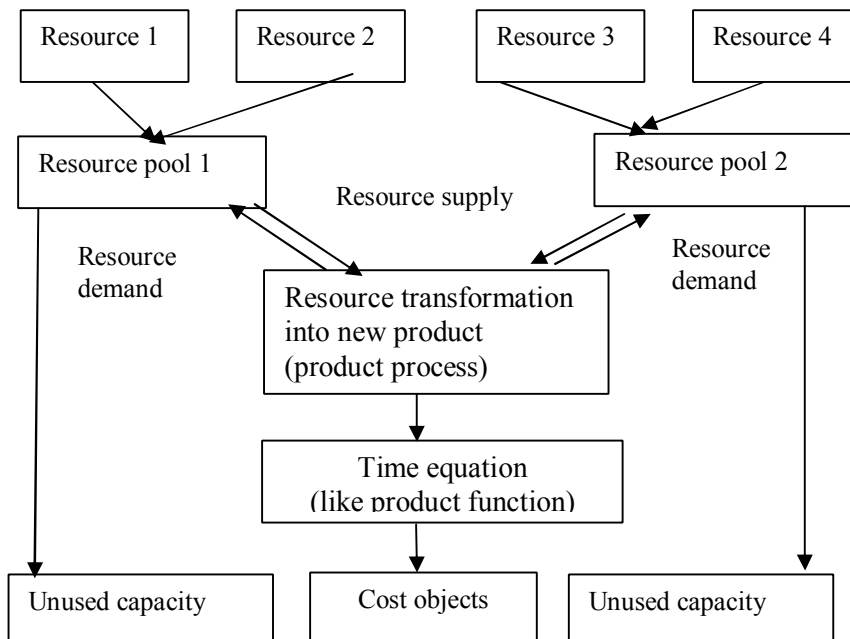 Resource 1
Resource 2
Resource 3
Resource 4
Resource pool 1
Resource pool 2
Resource supply
Resource
demand
Resource
demand
Resource transformation
into new product
(product process)
Time equation
(like product function)
Unused capacity
Cost objects
Unused capacity